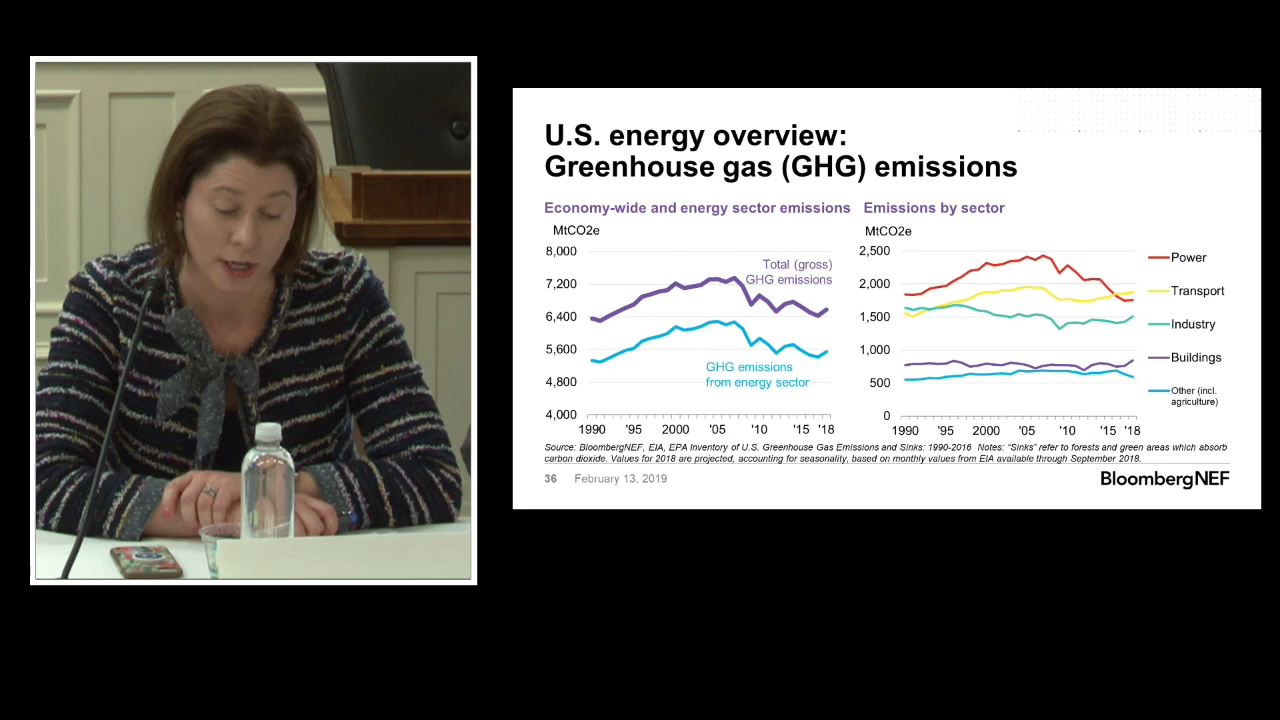 U.S. energy overview:
Greenhouse gas (GHG) emissions
Economy-wide and energy sector emissions
MtCO2e
8,000
7,200
6,400
5,600
4,800
4,000
Total (gross)
GHG emissions
GHG emissions
from energy sector
1990 '95 2000 '05 '10 '15 '18
Emissions by sector
MtCO2e
2,500
2,000
1,500
1,000
500
0
1990 '95 2000 '05 '10 '15 '18
Power
Transport
Industry
Buildings
Other (incl.
agriculture)
Source: BloombergNEF, EIA, EPA Inventory of U.S. Greenhouse Gas Emissions and Sinks: 1990-2016 Notes: "Sinks" refer to forests and green areas which absorb
carbon dioxide. Values for 2018 are projected, accounting for seasonality, based on monthly values from EIA available through September 2018.
36 February 13, 2019
BloombergNEF